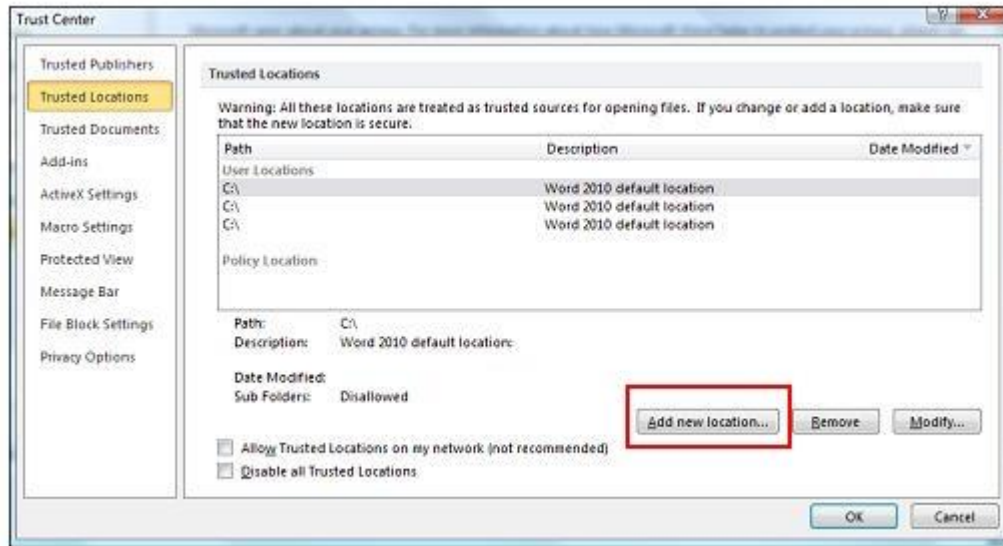 Trust Center
Trusted Publishers
Trusted Locations
Trusted Documents
Add-ins
ActiveX Settings
Macro Settings
Protected View
Message Bar
File Block Settings
Privacy Options
Trusted Locations
Warning: All these locations are treated as trusted sources for opening files. If you change or add a location, make sure
that the new location is secure.
Path Description Date Modified
User Locations
C:\ Word 2010 default location
C:\ Word 2010 default location
C:\ Word 2010 default location
Policy Location
Path: C:\
Description: Word 2010 default location:
Date Modified:
Sub Folders: Disallowed
Add new location... Remove Modify...
Allow Trusted Locations on my network (not recommended)
Disable all Trusted Locations
OK Cancel